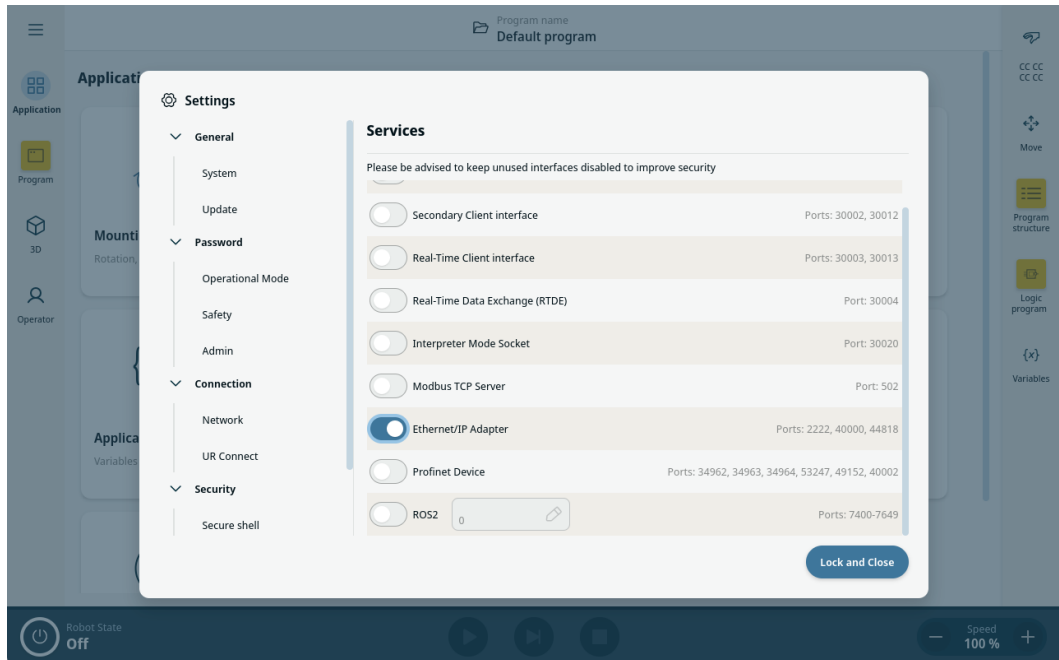 Program name
Default program
Applicati
Application
Program
3D
Operator
Mounti
Rotation,
Applica
Variables
Settings
General
System
Update
Password
Operational Mode
Safety
Admin
Connection
Network
UR Connect
Security
Secure shell
Services
Please be advised to keep unused interfaces disabled to improve security
Secondary Client interface Ports: 30002, 30012
Real-Time Client interface Ports: 30003, 30013
Real-Time Data Exchange (RTDE) Port: 30004
Interpreter Mode Socket Port: 30020
Modbus TCP Server Port: 502
Ethernet/IP Adapter Ports: 2222, 40000, 44818
Profinet Device Ports: 34962, 34963, 34964, 53247, 49152, 40002
ROS2 0 Ports: 7400-7649
Lock and Close
CC CC
CC CC
Move
Program
structure
Logic
program
{x}
Variables
Robot State
Off
Speed
100 %